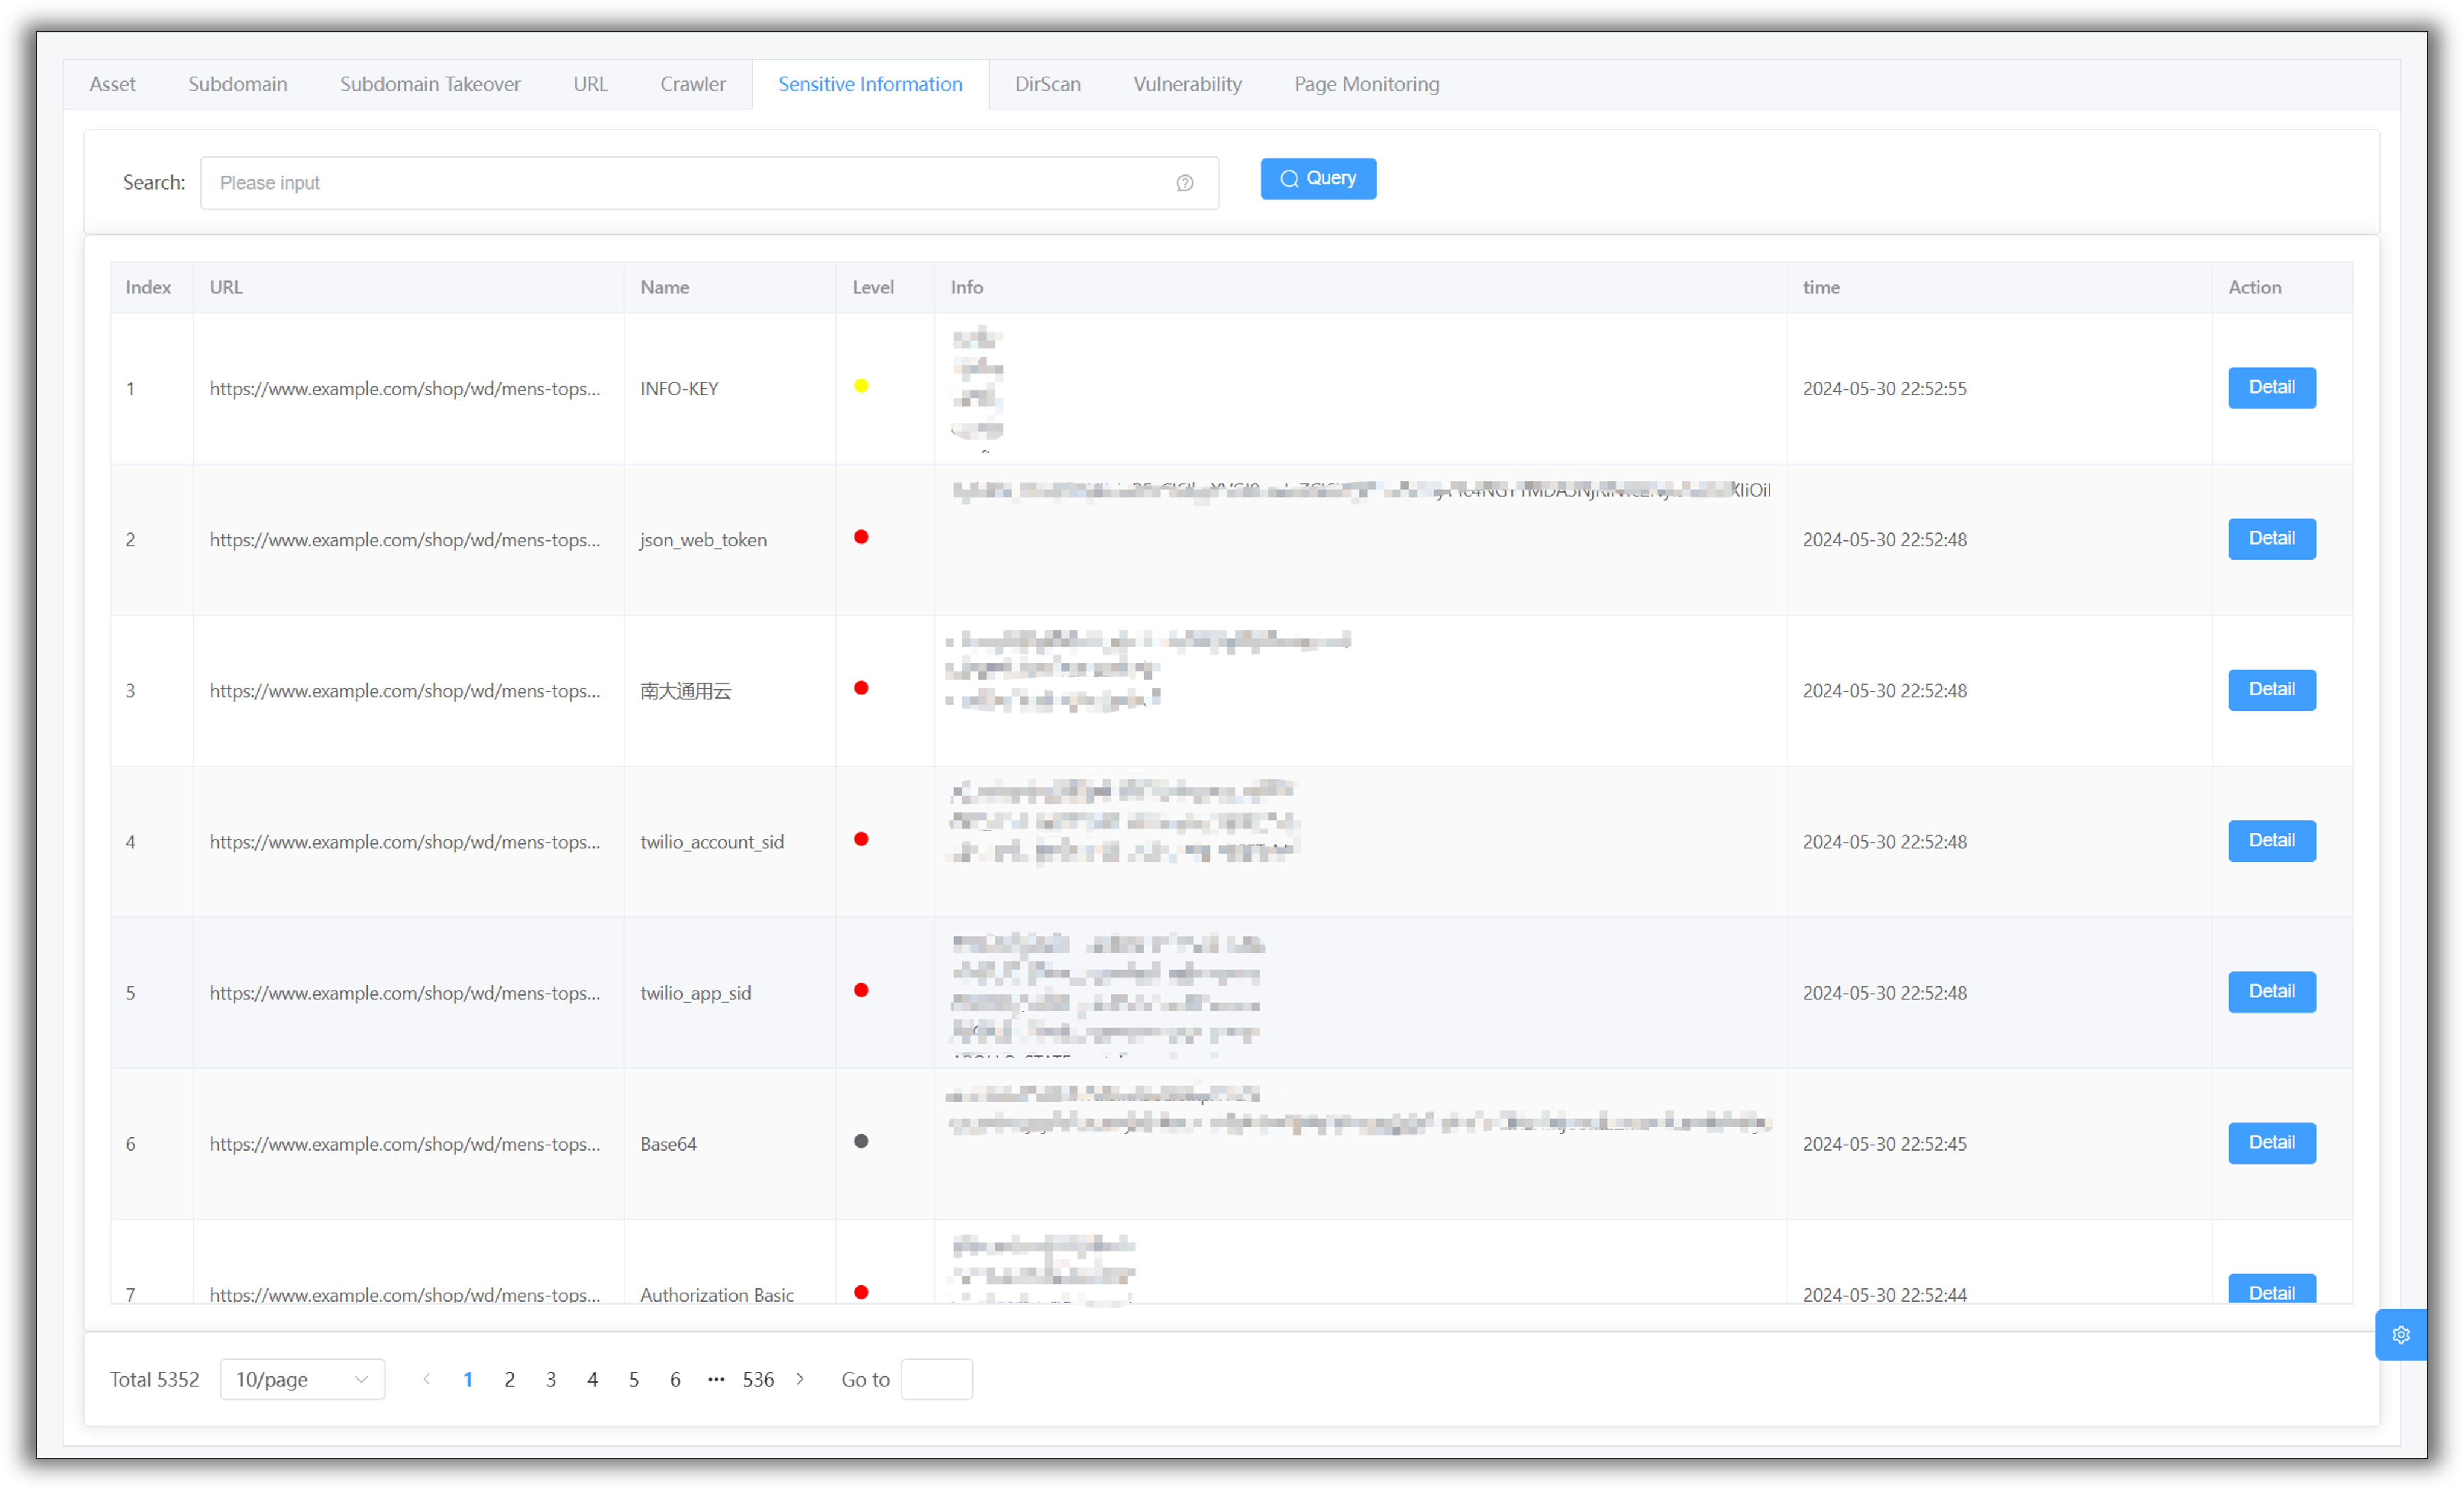 Asset Subdomain Subdomain Takeover URL Crawler Sensitive Information DirScan Vulnerability Page Monitoring
Search: Please input Query
Index URL Name Level Info time Action
1 https://www.example.com/shop/wd/mens-tops... INFO-KEY 2024-05-30 22:52:55 Detail
2 https://www.example.com/shop/wd/mens-tops... json_web_token 2024-05-30 22:52:48 Detail
3 https://www.example.com/shop/wd/mens-tops... 南大通用云 2024-05-30 22:52:48 Detail
4 https://www.example.com/shop/wd/mens-tops... twilio_account_sid 2024-05-30 22:52:48 Detail
5 https://www.example.com/shop/wd/mens-tops... twilio_app_sid 2024-05-30 22:52:48 Detail
6 https://www.example.com/shop/wd/mens-tops... Base64 2024-05-30 22:52:45 Detail
7 https://www.example.com/shop/wd/mens-tops... Authorization Basic 2024-05-30 22:52:44 Detail
Total 5352 10/page 1 2 3 4 5 6 ••• 536 Go to